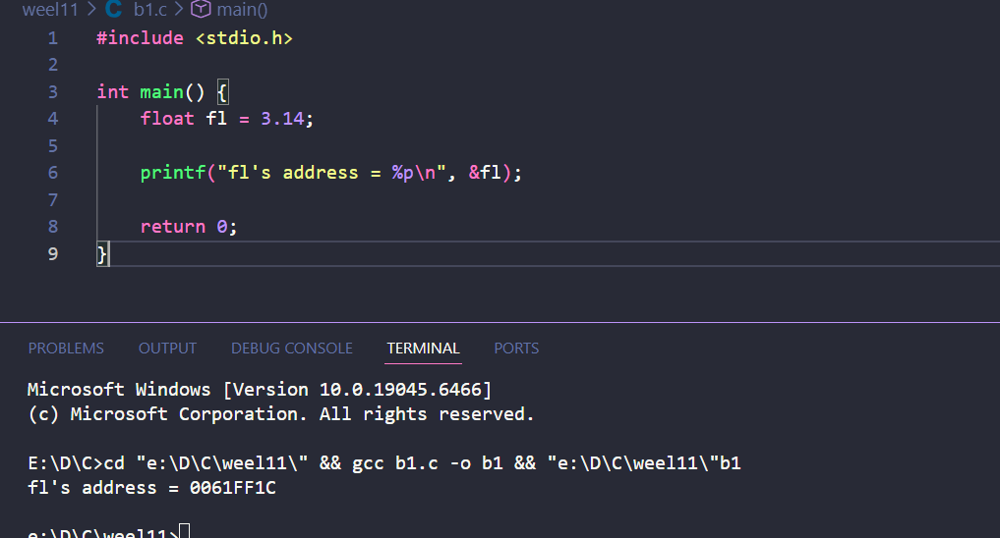 weel11 > C b1.c > main()
1 #include <stdio.h>
2
3 int main() {
4 float fl = 3.14;
5
6 printf("fl's address = %p\n", &fl);
7
8 return 0;
9 }
PROBLEMS OUTPUT DEBUG CONSOLE TERMINAL PORTS
Microsoft Windows [Version 10.0.19045.6466]
(c) Microsoft Corporation. All rights reserved.
E:\D\C>cd "e:\D\C\weel11\" && gcc b1.c -o b1 && "e:\D\C\weel11\"b1
fl's address = 0061FF1C
e:\D\C\weel11>